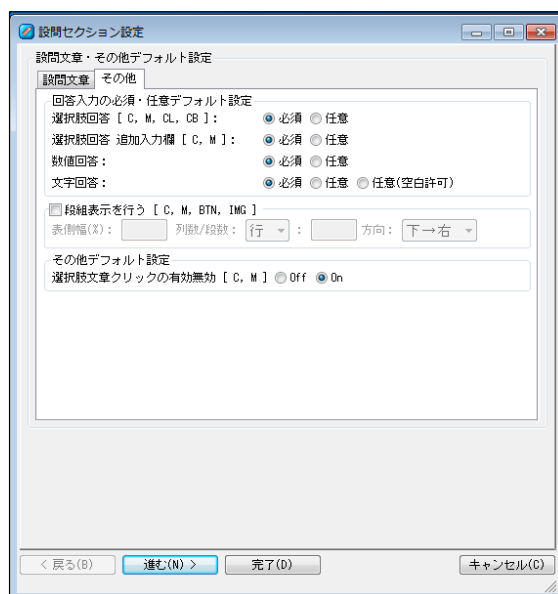 設問セクション設定
設問文章・その他デフォルト設定
設問文章 その他
回答入力の必須・任意デフォルト設定
選択肢回答 [ C, M, CL, CB ]: 必須 任意
選択肢回答 追加入力欄 [ C, M ]: 必須 任意
数値回答: 必須 任意
文字回答: 必須 任意 任意(空白許可)
段組表示を行う [ C, M, BTN, IMG ]
表側幅(%): 列数/段数: 行 : 方向: 下→右
その他デフォルト設定
選択肢文章クリックの有効無効 [ C, M ] Off On
< 戻る(B) 進む(N) > 完了(D) キャンセル(C)